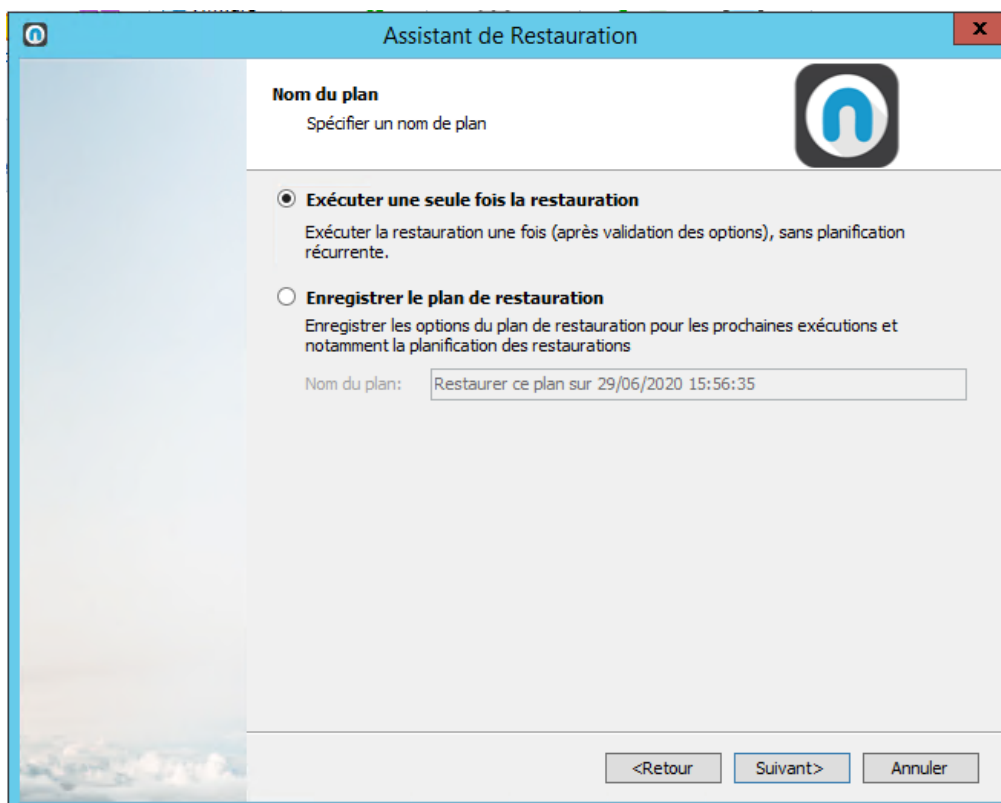 Assistant de Restauration
x
Nom du plan
Spécifier un nom de plan
Exécuter une seule fois la restauration
Exécuter la restauration une fois (après validation des options), sans planification
récurrente.
Enregistrer le plan de restauration
Enregistrer les options du plan de restauration pour les prochaines exécutions et
notamment la planification des restaurations
Nom du plan: Restaurer ce plan sur 29/06/2020 15:56:35
<Retour Suivant> Annuler